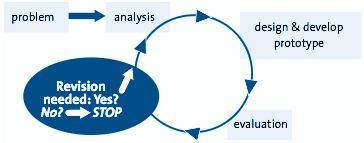 problem
analysis
design & develop
prototype
Revision
needed: Yes?
No? STOP
evaluation